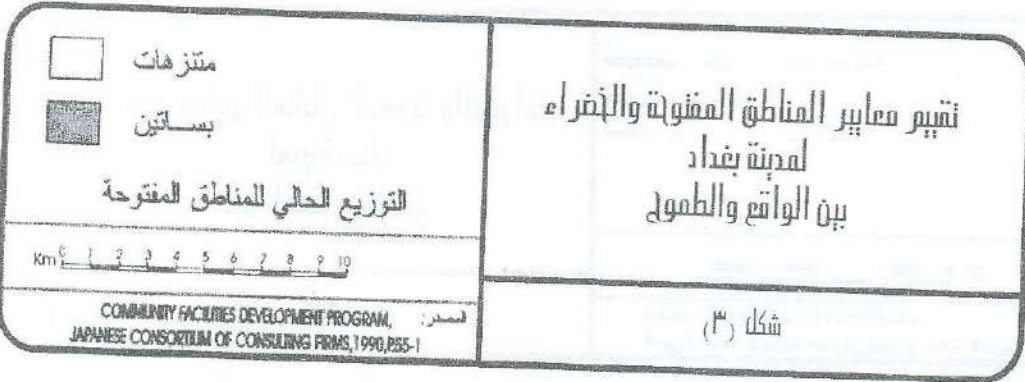 تقييم معايير المناطق المفتوحة والخضراء
لمدينة بغداد
بين الواقع والطموح
شكل (٣)
متنزهات
بساتين
التوزيع الحالي للمناطق المفتوحة
Km 0 1 2 3 4 5 6 7 8 9 10
المصدر: COMMUNITY FACILITIES DEVELOPMENT PROGRAM,
JAPANESE CONSORTIUM OF CONSULTING FIRMS,1990,PS5-1